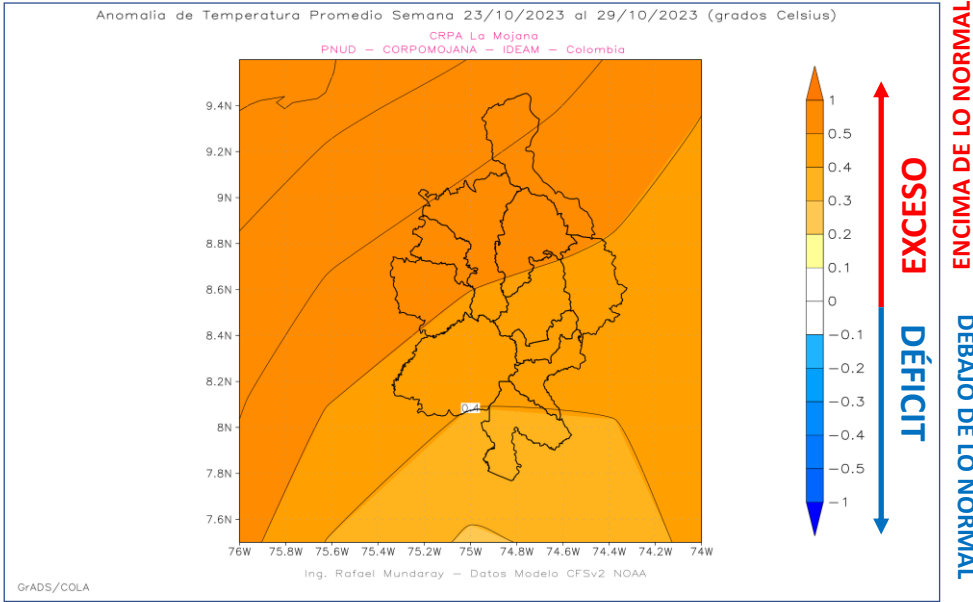 Anomalia de Temperatura Promedio Semana 23/10/2023 al 29/10/2023 (grados Celsius)
CRPA La Mojana
PNUD – CORPOMOJANA – IDEAM – Colombia
9.4N
9.2N
9N
8.8N
8.6N
8.4N
8.2N
8N
7.8N
7.6N
0.4
76W 75.8W 75.6W 75.4W 75.2W 75W 74.8W 74.6W 74.4W 74.2W 74W
1
0.5
0.4
0.3
0.2
0.1
0
−0.1
−0.2
−0.3
−0.4
−0.5
−1
EXCESO
DÉFICIT
ENCIMA DE LO NORMAL
DEBAJO DE LO NORMAL
Ing. Rafael Mundaray – Datos Modelo CFSv2 NOAA
GrADS/COLA